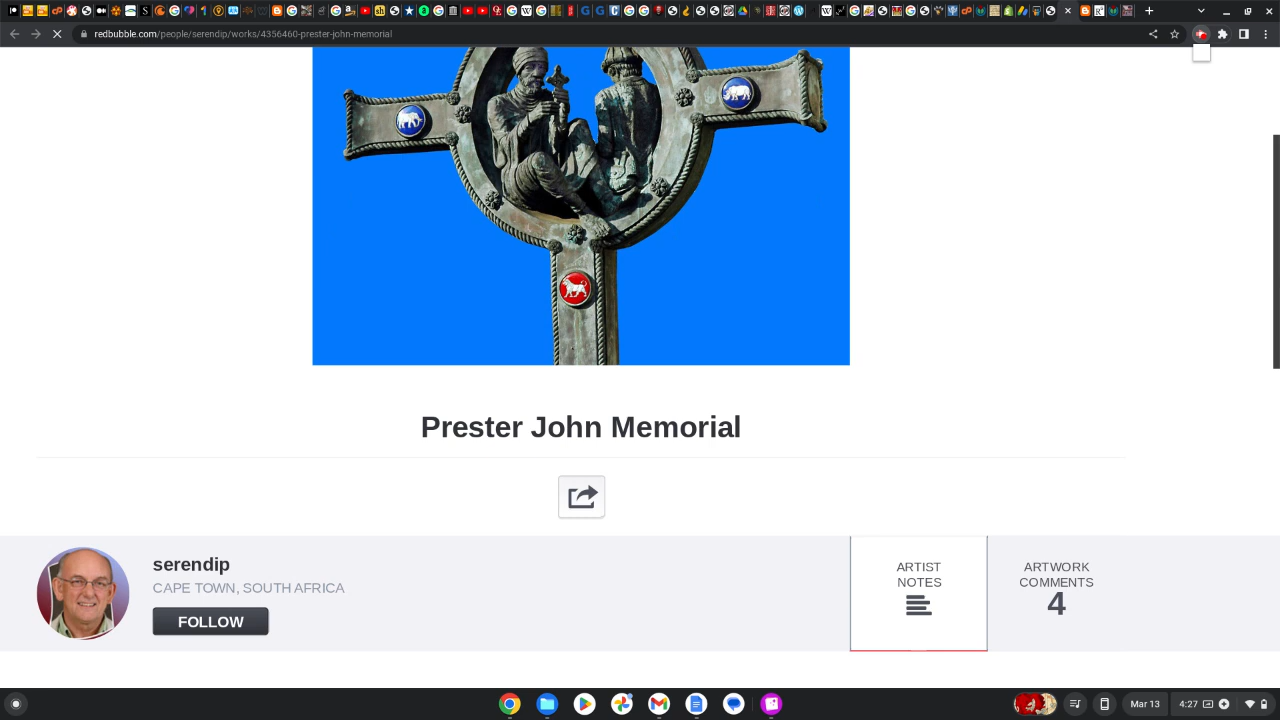 redbubble.com/people/serendip/works/4356460-prester-john-memorial
Prester John Memorial
serendip
CAPE TOWN, SOUTH AFRICA
FOLLOW
ARTIST
NOTES
ARTWORK
COMMENTS
4
Mar 13
4:27